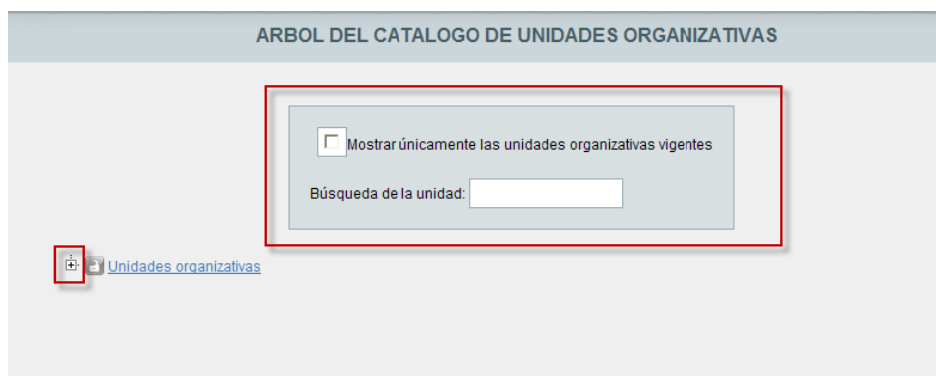 ARBOL DEL CATALOGO DE UNIDADES ORGANIZATIVAS
Mostrar únicamente las unidades organizativas vigentes
Búsqueda de la unidad:
a Unidades organizativas